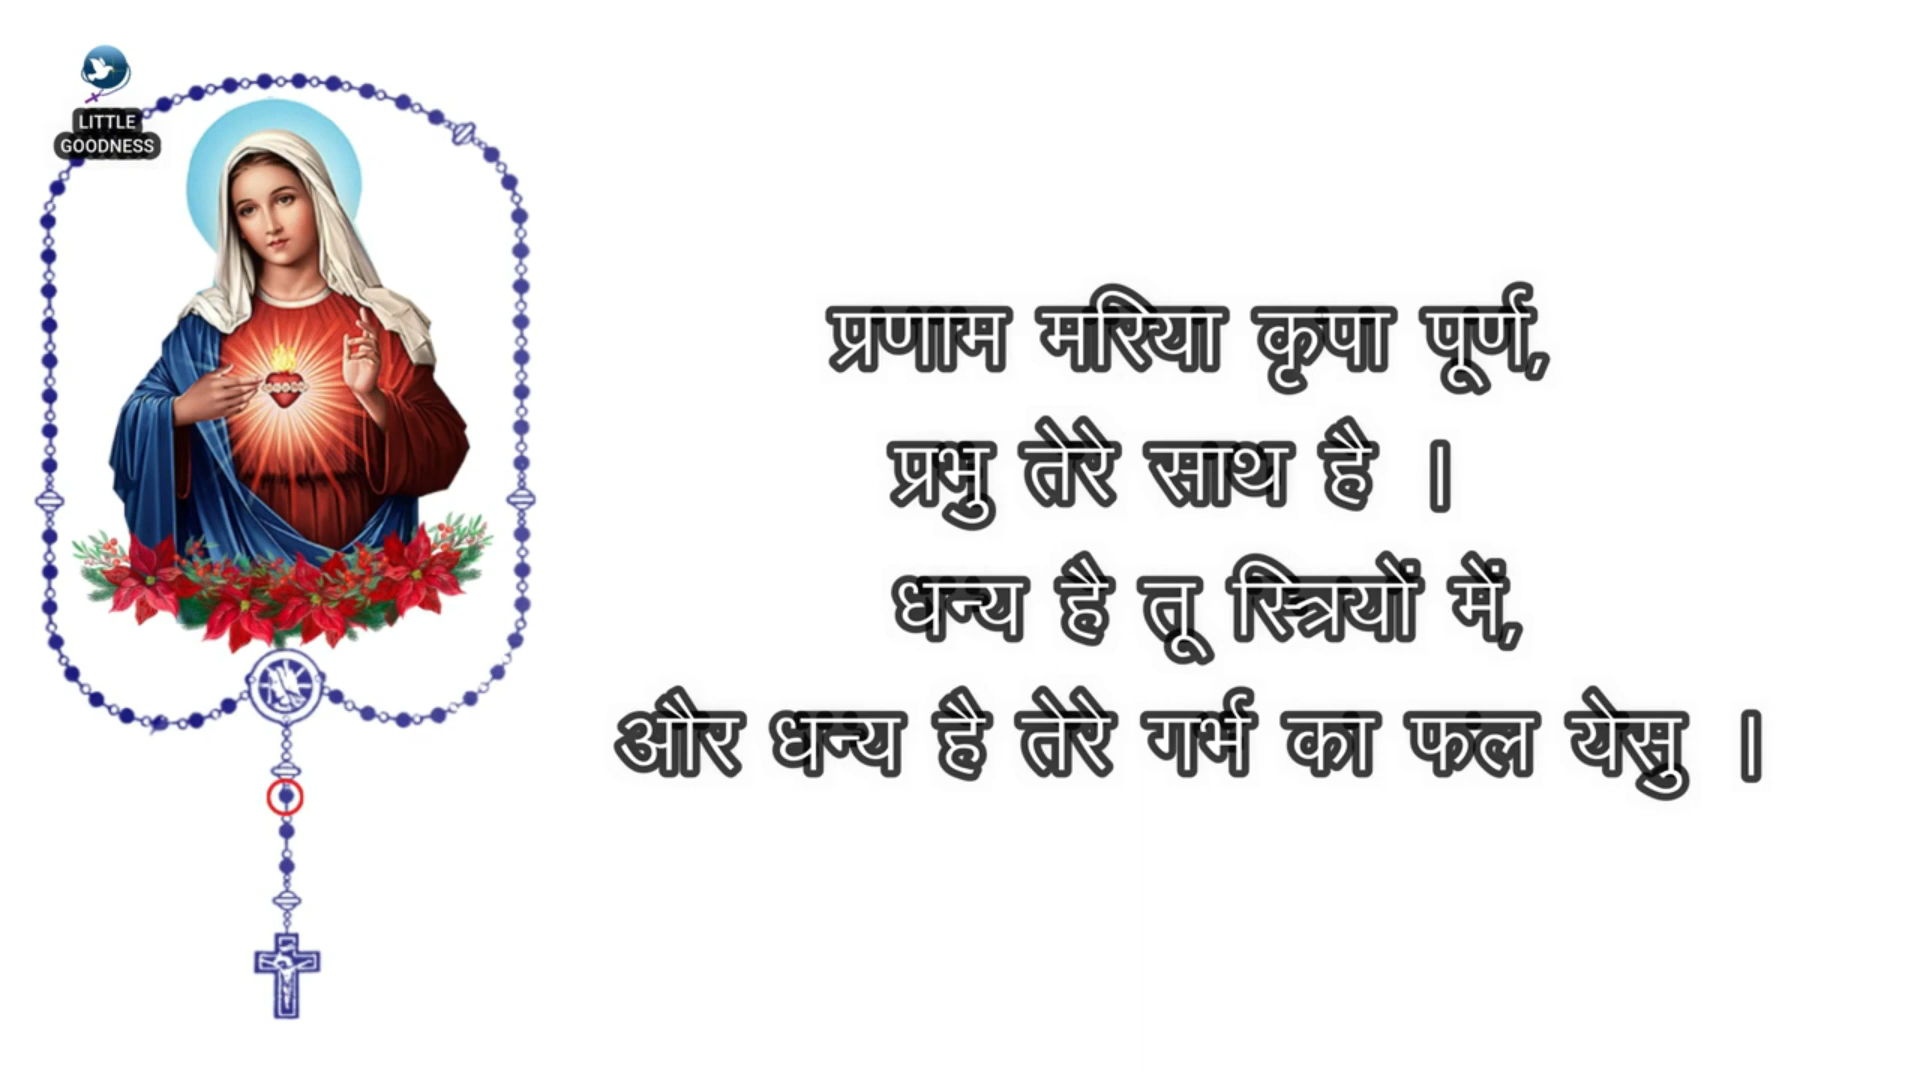 LITTLE
GOODNESS
प्रणाम मरिया कृपा पूर्ण,
प्रभु तेरे साथ है ।
धन्य है तू स्त्रियों में,
और धन्य है तेरे गर्भ का फल येसु ।